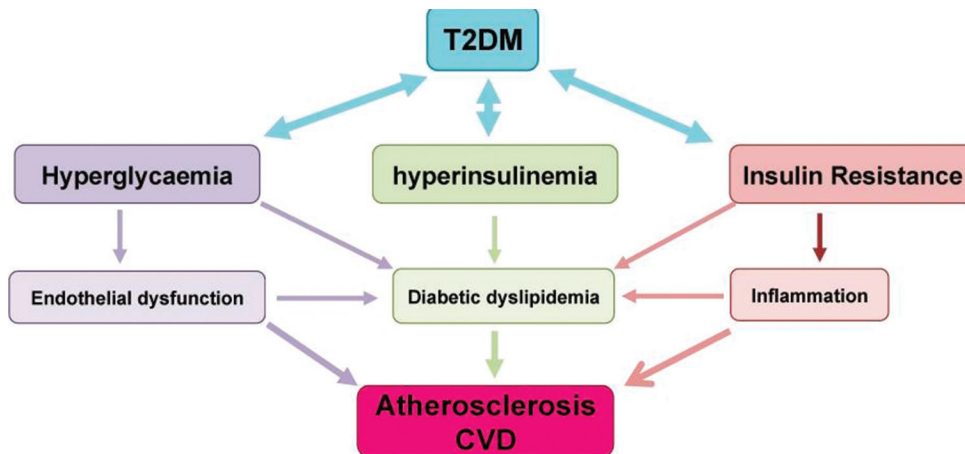 T2DM
Hyperglycaemia
hyperinsulinemia
Insulin Resistance
Endothelial dysfunction
Diabetic dyslipidemia
Inflammation
Atherosclerosis
CVD